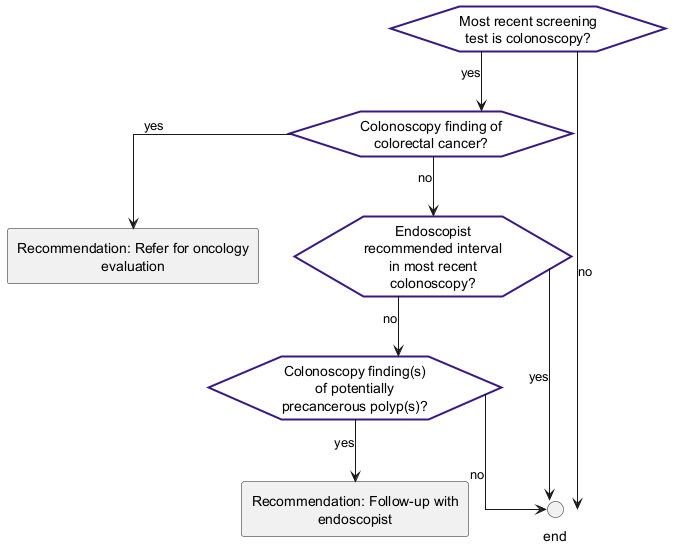 Most recent screening
test is colonoscopy?
yes
yes
Colonoscopy finding of
colorectal cancer?
no
Recommendation: Refer for oncology
evaluation
Endoscopist
recommended interval
in most recent
colonoscopy?
no
no
Colonoscopy finding(s)
of potentially
precancerous polyp(s)?
yes
yes
no
Recommendation: Follow-up with
endoscopist
end